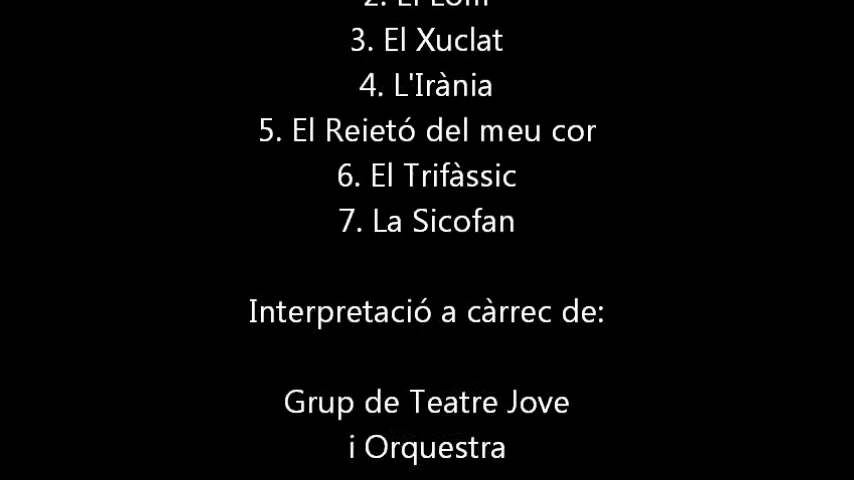 3. El Xuclat
4. L'Irània
5. El Reietó del meu cor
6. El Trifàssic
7. La Sicofan
Interpretació a càrrec de:
Grup de Teatre Jove
i Orquestra